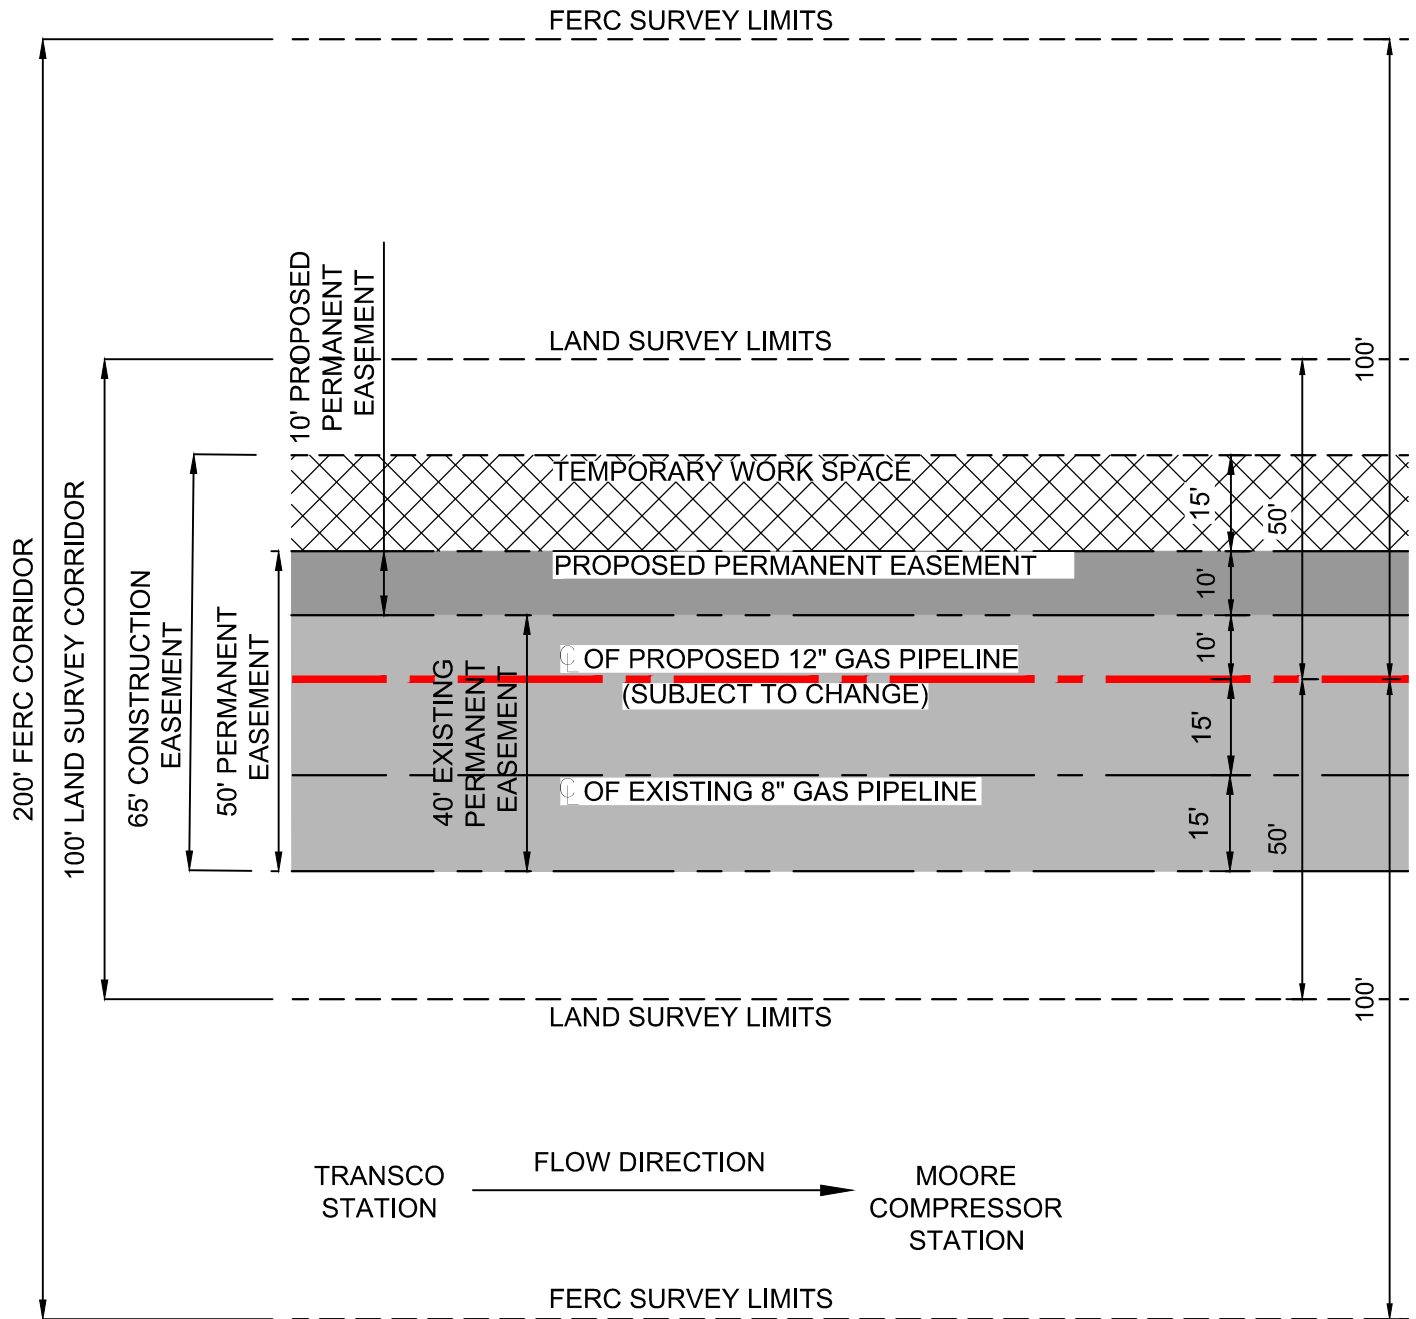 FERC SURVEY LIMITS
10' PROPOSED
PERMANENT
EASEMENT
LAND SURVEY LIMITS
100'
TEMPORARY WORK SPACE
15'
50'
PROPOSED PERMANENT EASEMENT
10'
10'
200' FERC CORRIDOR
100' LAND SURVEY CORRIDOR
65' CONSTRUCTION
EASEMENT
50' PERMANENT
EASEMENT
40' EXISTING
PERMANENT
EASEMENT
℄ OF PROPOSED 12" GAS PIPELINE
(SUBJECT TO CHANGE)
15'
℄ OF EXISTING 8" GAS PIPELINE
15'
50'
100'
LAND SURVEY LIMITS
TRANSCO
STATION
FLOW DIRECTION
MOORE
COMPRESSOR
STATION
FERC SURVEY LIMITS